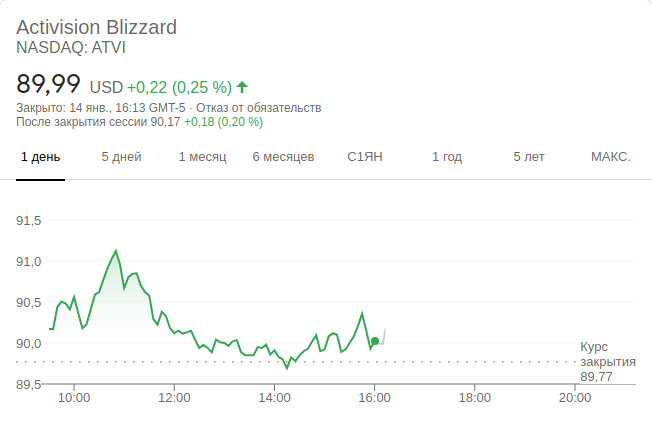 Activision Blizzard
NASDAQ: ATVI
89,99 USD +0,22 (0,25 %)
Закрыто: 14 янв., 16:13 GMT-5 · Отказ от обязательств
После закрытия сессии 90,17 +0,18 (0,20 %)
1 день 5 дней 1 месяц 6 месяцев С1ЯН 1 год 5 лет МАКС.
91,5
91,0
90,5
90,0
89,5
Курс
закрытия
89,77
10:00 12:00 14:00 16:00 18:00 20:00